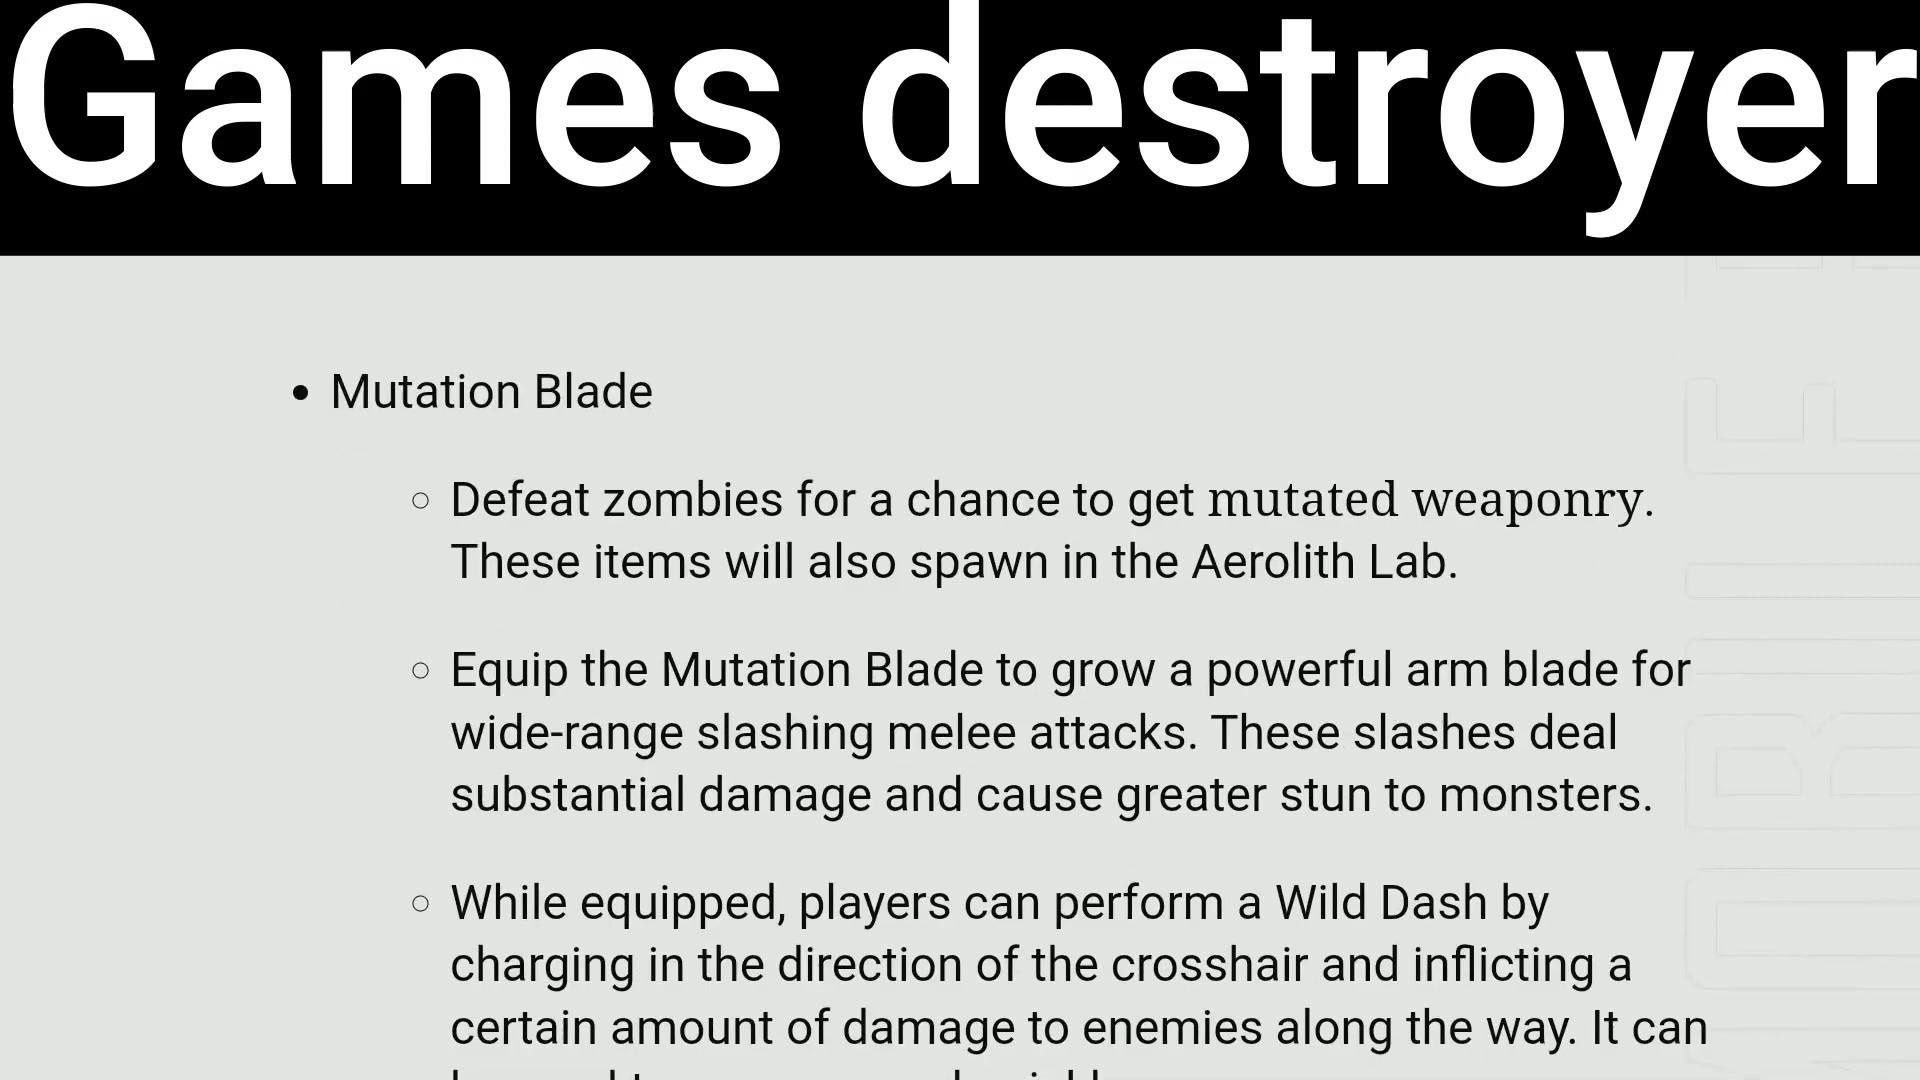 Games destroyer
Mutation Blade
Defeat zombies for a chance to get mutated weaponry.
These items will also spawn in the Aerolith Lab.
Equip the Mutation Blade to grow a powerful arm blade for
wide-range slashing melee attacks. These slashes deal
substantial damage and cause greater stun to monsters.
While equipped, players can perform a Wild Dash by
charging in the direction of the crosshair and inflicting a
certain amount of damage to enemies along the way. It can